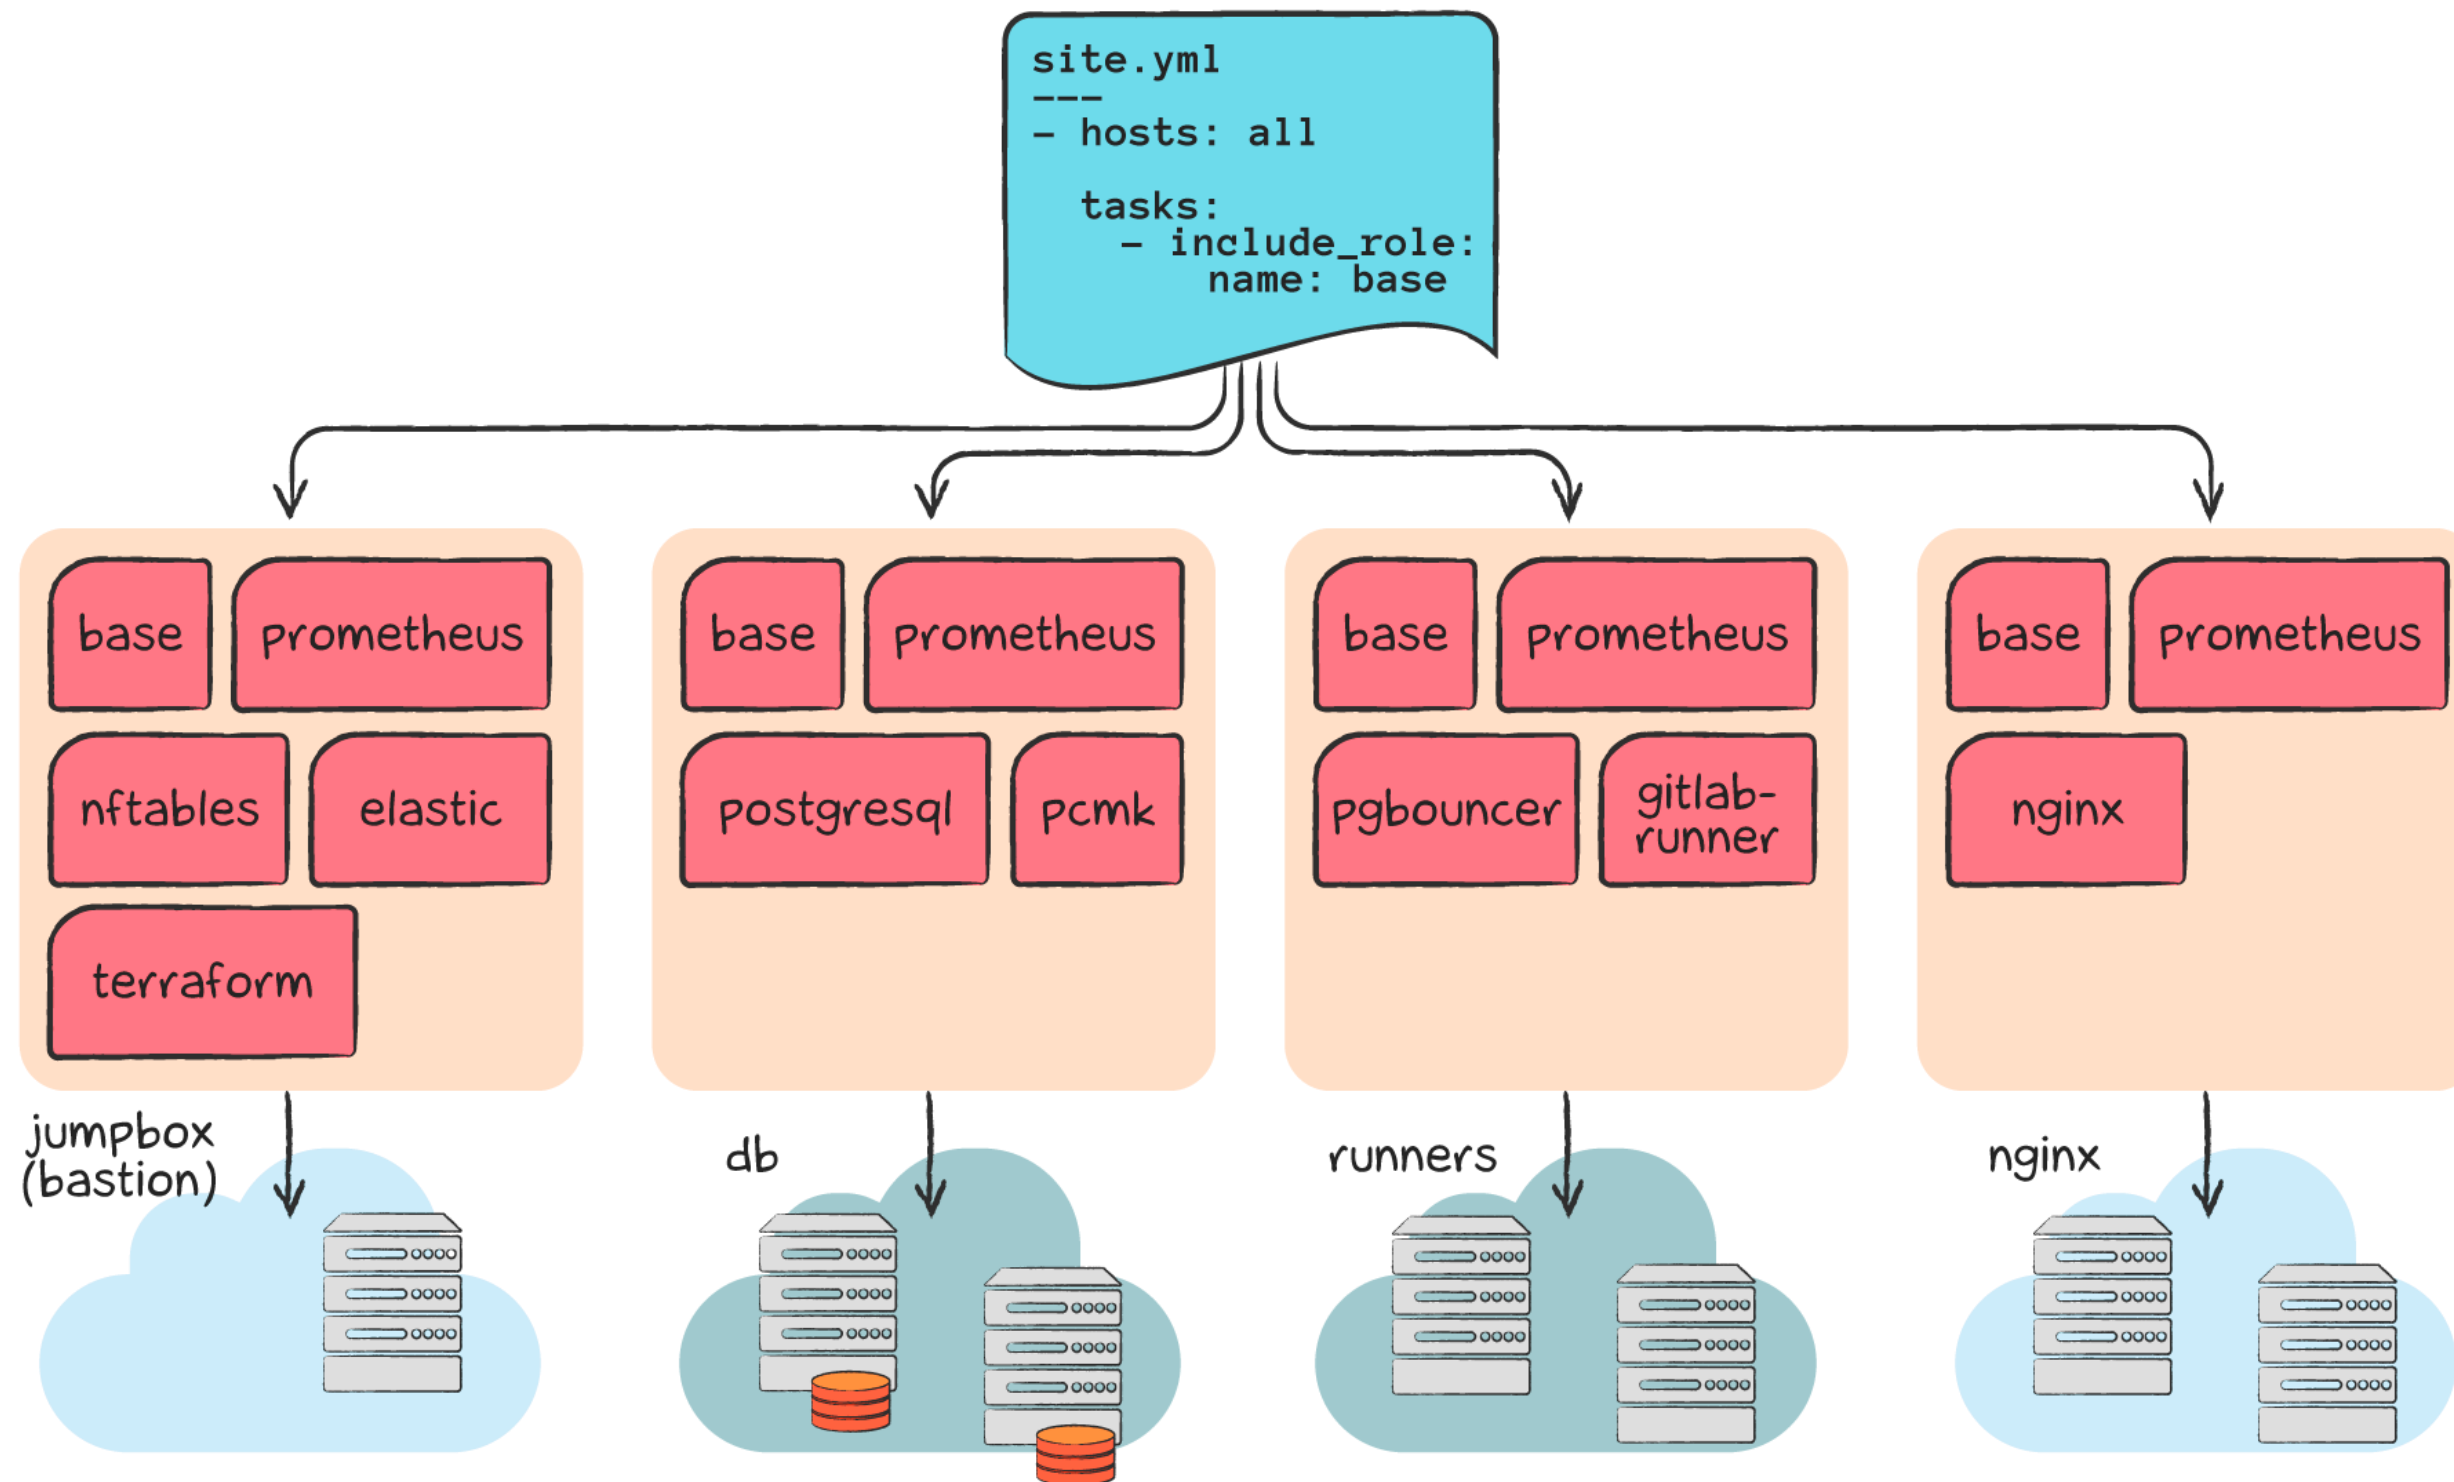 site.yml
---
- hosts: all
tasks:
- include_role:
name: base
base
prometheus
nftables
elastic
terraform
base
prometheus
postgresql
pcmk
base
prometheus
pgbouncer
gitlab-
runner
base
prometheus
nginx
jumpbox
(bastion)
db
runners
nginx